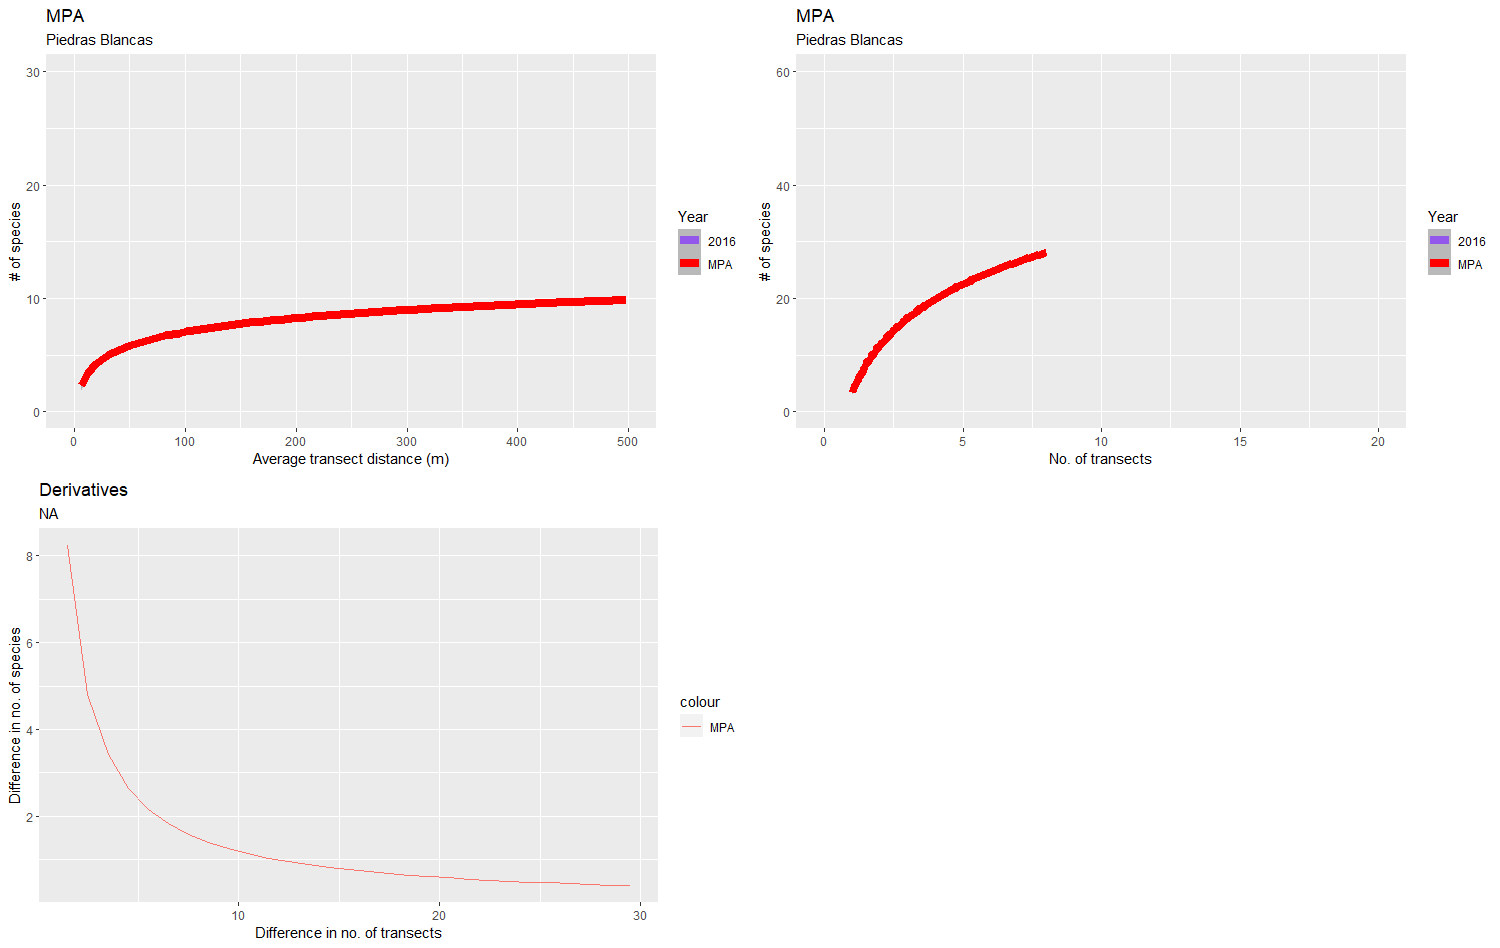 MPA
Piedras Blancas
# of species
30
20
10
0
0 100 200 300 400 500
Average transect distance (m)
Year
2016
MPA
MPA
Piedras Blancas
# of species
60
40
20
0
0 5 10 15 20
No. of transects
Year
2016
MPA
Derivatives
NA
Difference in no. of species
8
6
4
2
10 20 30
Difference in no. of transects
colour
MPA